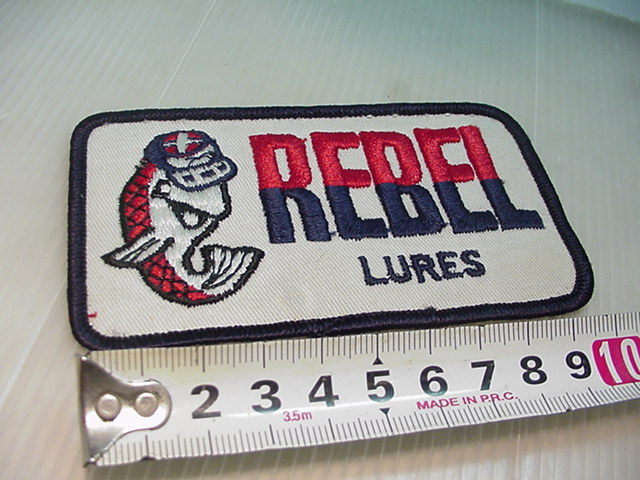 REBEL
LURES
2 3 4 5 6 7 8 9 10
3.5m
MADE IN P.R.C.